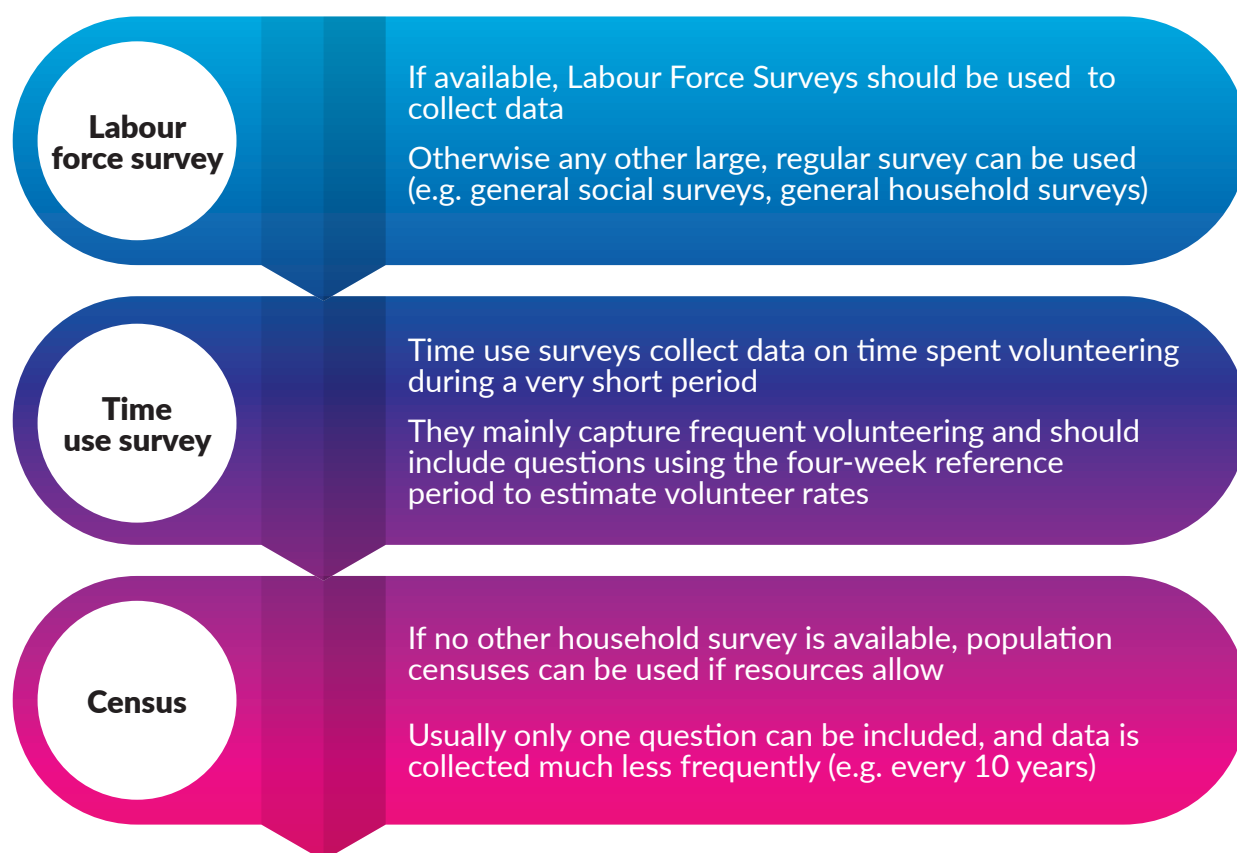 Labour
force survey
If available, Labour Force Surveys should be used  to
collect data
Otherwise any other large, regular survey can be used
(e.g. general social surveys, general household surveys)
Time
use survey
Time use surveys collect data on time spent volunteering
during a very short period
They mainly capture frequent volunteering and should
include questions using the four-week reference
period to estimate volunteer rates
Census
If no other household survey is available, population
censuses can be used if resources allow
Usually only one question can be included, and data is
collected much less frequently (e.g. every 10 years)